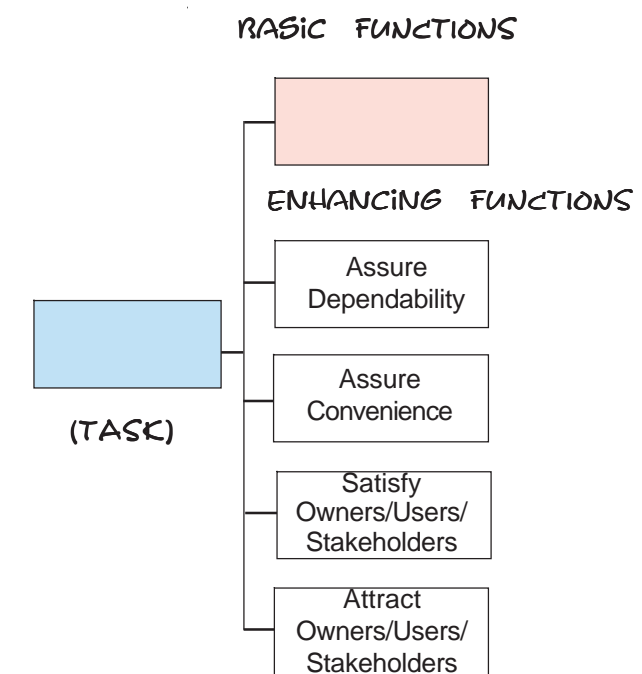 BASIC FUNCTIONS
ENHANCING FUNCTIONS
Assure
Dependability
Assure
Convenience
(TASK)
Satisfy
Owners/Users/
Stakeholders
Attract
Owners/Users/
Stakeholders